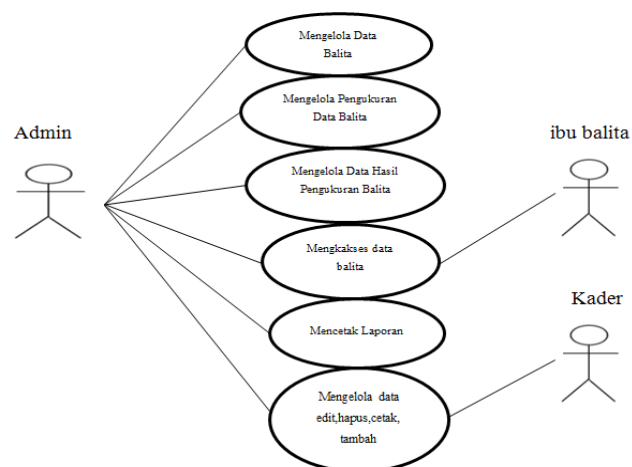 Mengelola Data
Balita
Mengelola Pengukuran
Data Balita
Admin
ibu balita
Mengelola Data Hasil
Pengukuran Balita
Mengkakses data
balita
Kader
Mencetak Laporan
Mengelola data
edit,hapus,cetak,
tambah